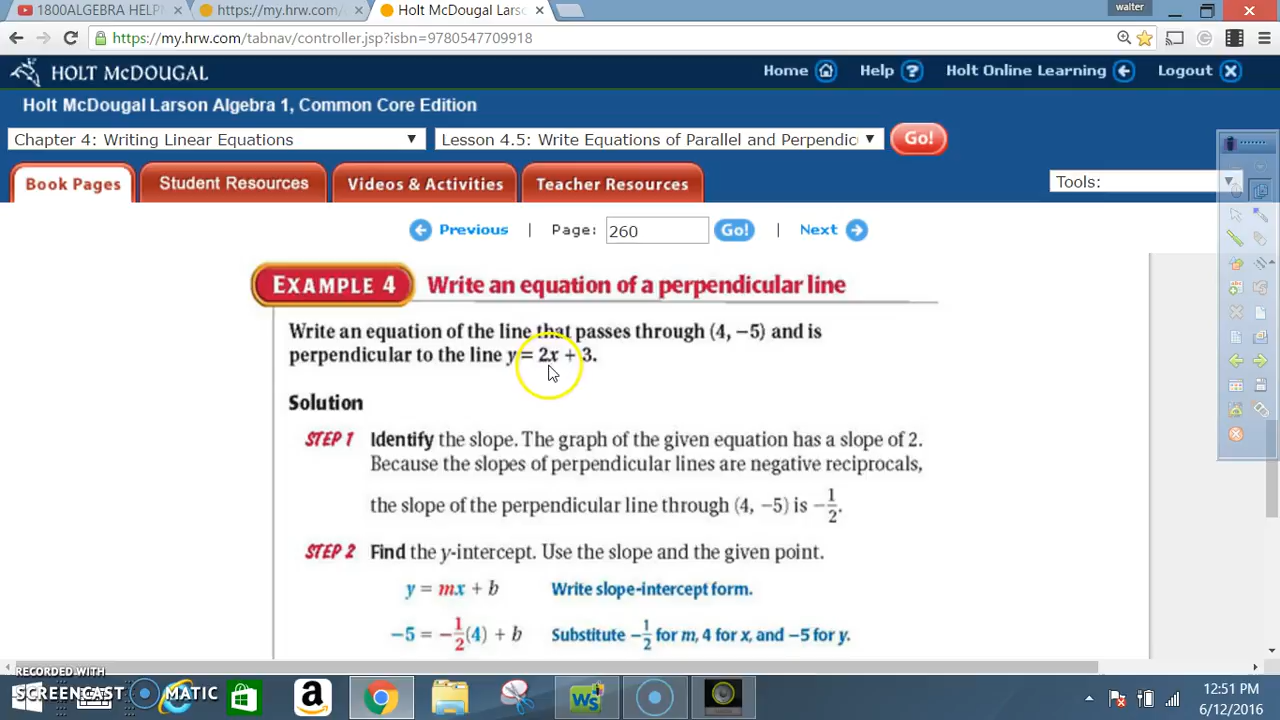 1800ALGEBRA HELP
https://my.hrw.com/
Holt McDougal Lars
walter
https://my.hrw.com/tabnav/controller.jsp?isbn=9780547709918
HOLT MCDOUGAL
Home
Help
Holt Online Learning
Logout
Holt McDougal Larson Algebra 1, Common Core Edition
Chapter 4: Writing Linear Equations
Lesson 4.5: Write Equations of Parallel and Perpendic
Go!
Book Pages
Student Resources
Videos & Activities
Teacher Resources
Tools:
Previous | Page: 260 Go! | Next
EXAMPLE 4 Write an equation of a perpendicular line
Write an equation of the line that passes through (4, −5) and is
perpendicular to the line y = 2x + 3.
Solution
STEP 1 Identify the slope. The graph of the given equation has a slope of 2.
Because the slopes of perpendicular lines are negative reciprocals,
the slope of the perpendicular line through (4, −5) is −1/2.
STEP 2 Find the y-intercept. Use the slope and the given point.
y = mx + b Write slope-intercept form.
−5 = −1/2(4) + b Substitute −1/2 for m, 4 for x, and −5 for y.
RECORDED WITH
SCREENCAST MATIC
12:51 PM
6/12/2016